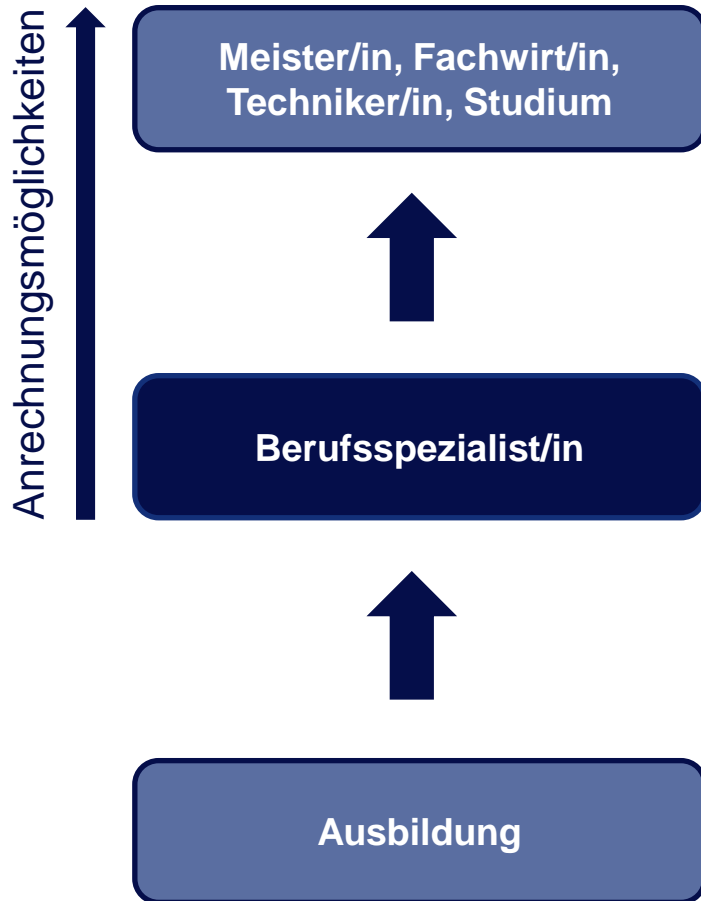 Anrechnungsmöglichkeiten
Meister/in, Fachwirt/in,
Techniker/in, Studium
Berufsspezialist/in
Ausbildung